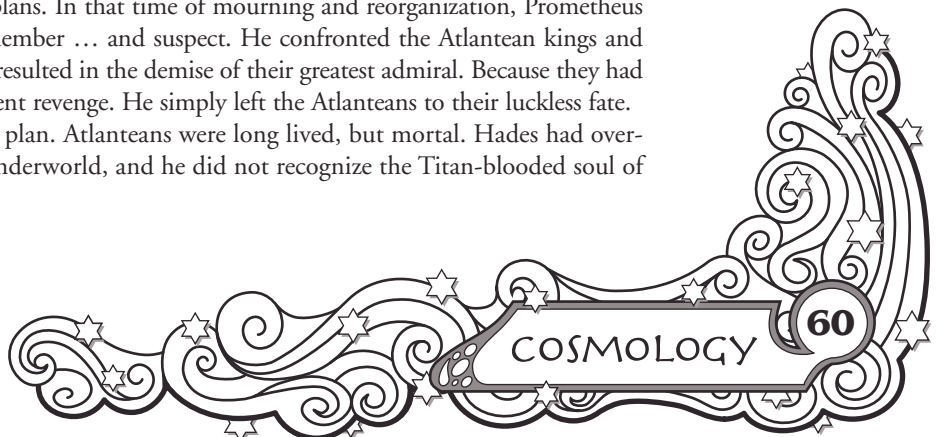 plans. In that time of mourning and reorganization, Prometheus
ember … and suspect. He confronted the Atlantean kings and
resulted in the demise of their greatest admiral. Because they had
ent revenge. He simply left the Atlanteans to their luckless fate.
plan. Atlanteans were long lived, but mortal. Hades had over-
nderworld, and he did not recognize the Titan-blooded soul of
COSMOLOGY
60